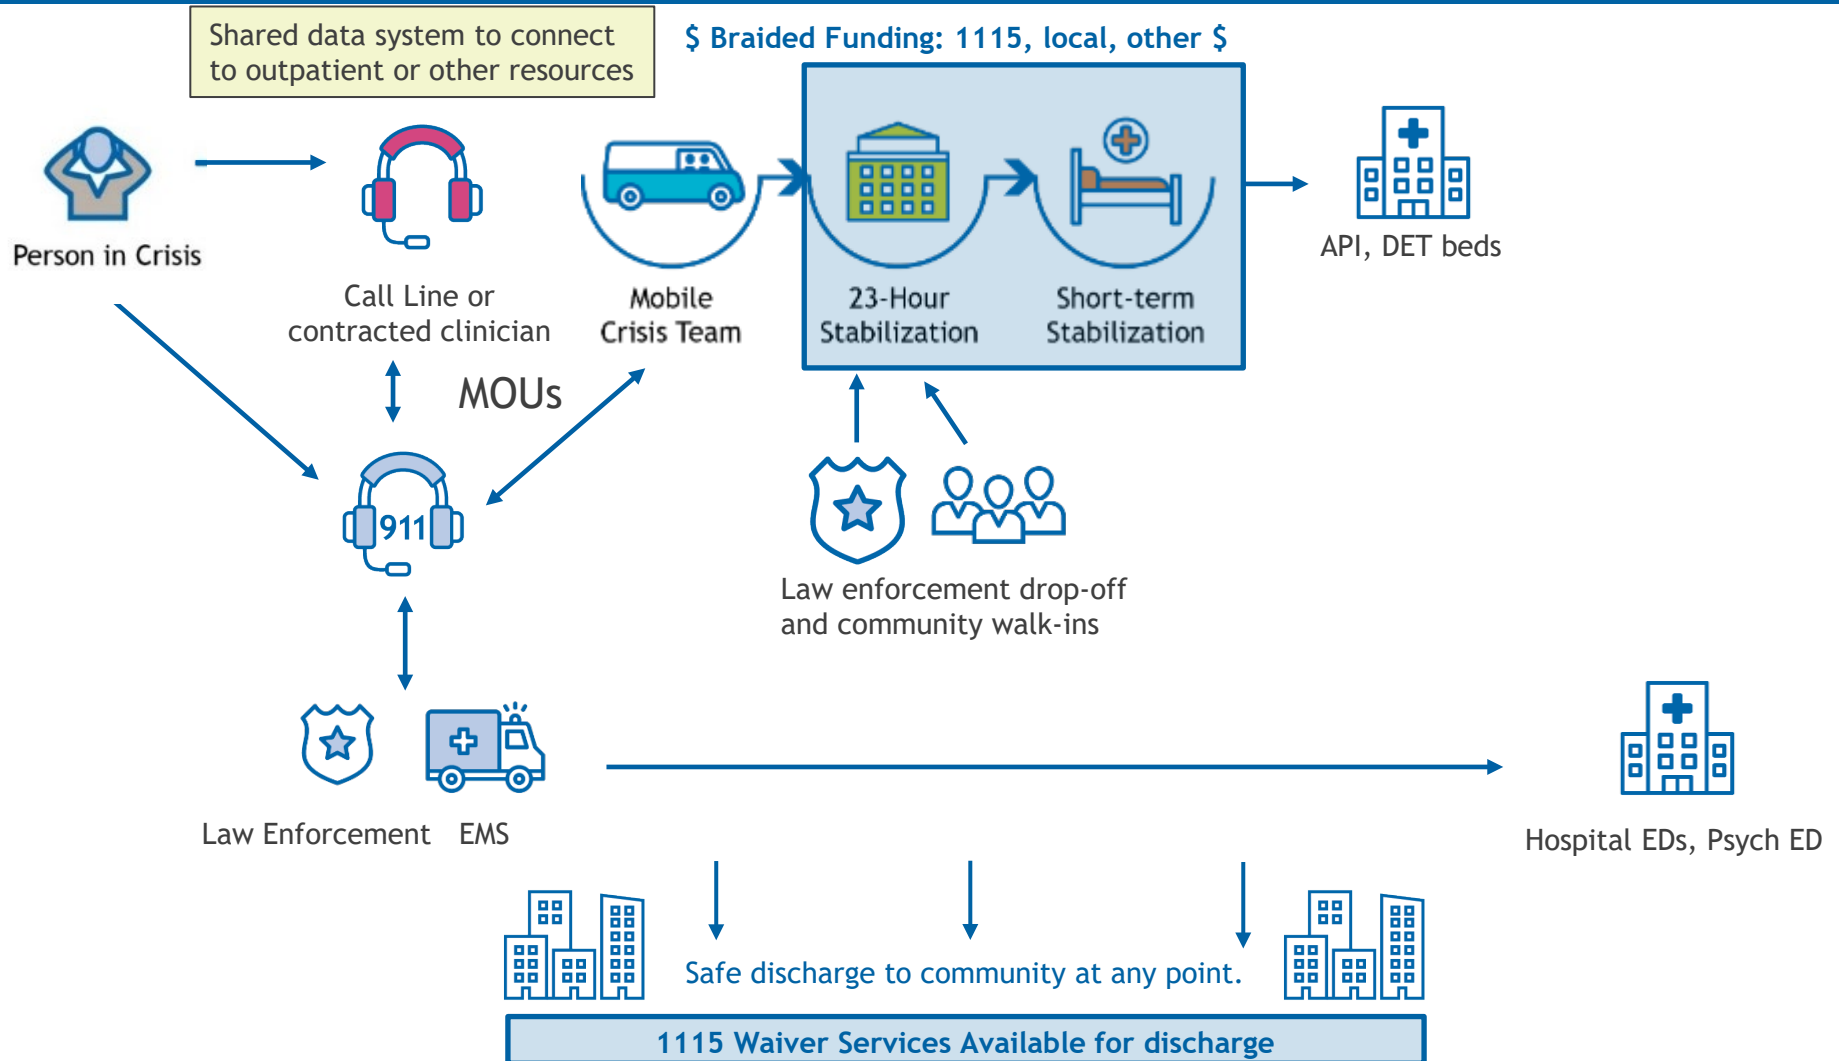 Shared data system to connect
to outpatient or other resources
$ Braided Funding: 1115, local, other $
Person in Crisis
Call Line or
contracted clinician
Mobile
Crisis Team
23-Hour
Stabilization
Short-term
Stabilization
API, DET beds
MOUs
911
Law enforcement drop-off
and community walk-ins
Law Enforcement
EMS
Hospital EDs, Psych ED
Safe discharge to community at any point.
1115 Waiver Services Available for discharge